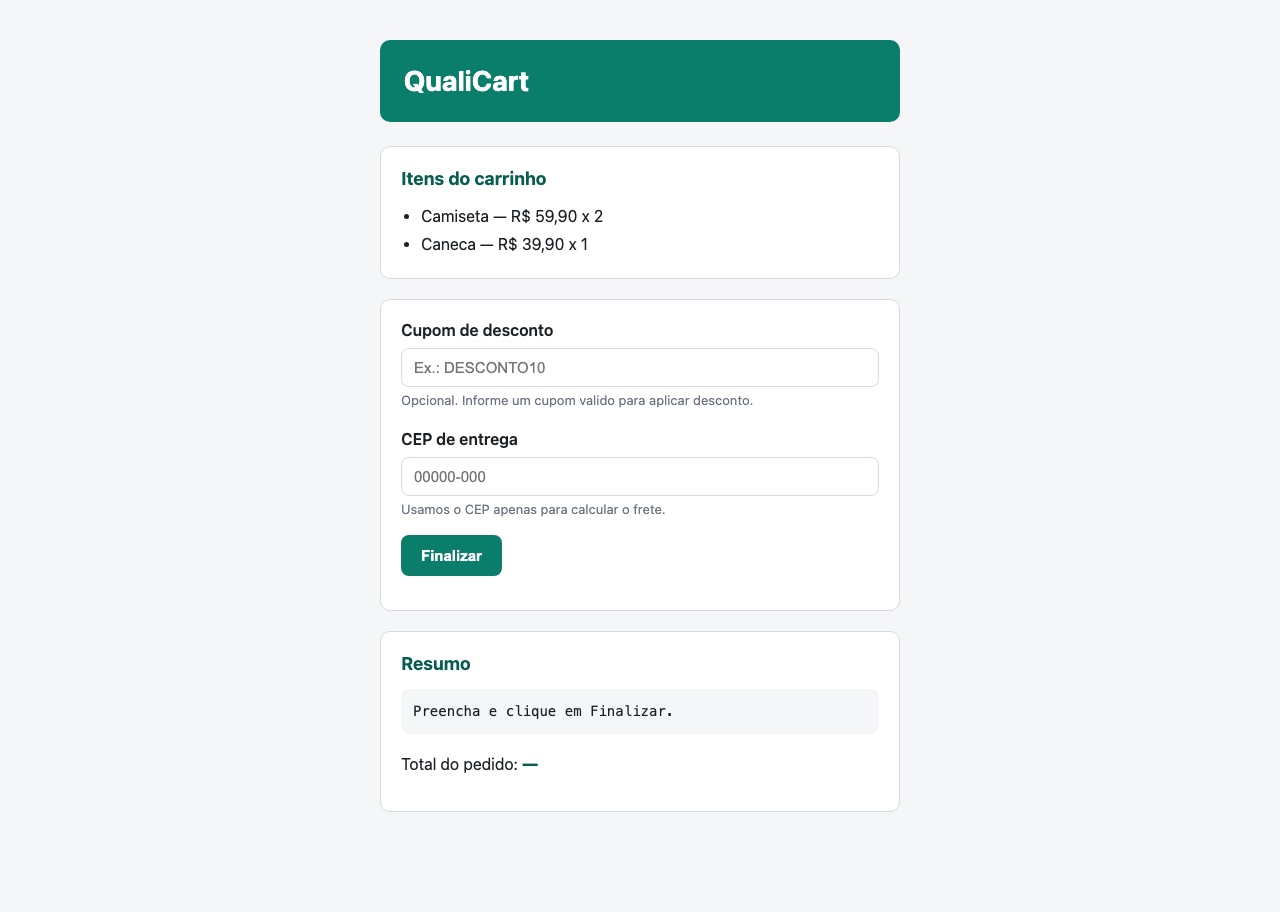 QualiCart
Itens do carrinho
• Camiseta — R$ 59,90 x 2
• Caneca — R$ 39,90 x 1
Cupom de desconto
Ex.: DESCONTO10
Opcional. Informe um cupom valido para aplicar desconto.
CEP de entrega
00000-000
Usamos o CEP apenas para calcular o frete.
Finalizar
Resumo
Preencha e clique em Finalizar.
Total do pedido: —